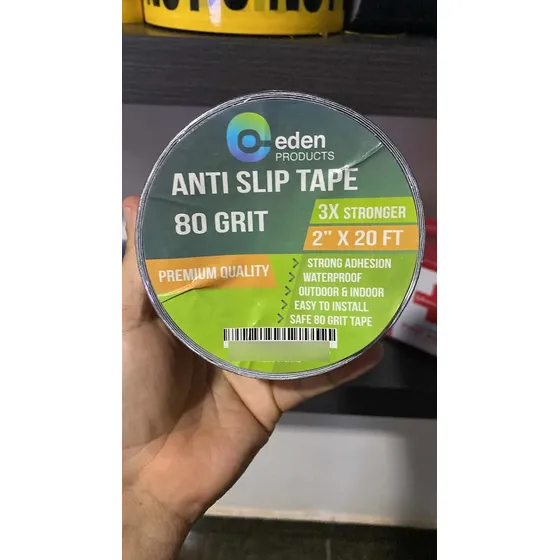 eden
PRODUCTS
ANTI SLIP TAPE
80 GRIT
3X STRONGER
2” X 20 FT
PREMIUM QUALITY
STRONG ADHESION
WATERPROOF
OUTDOOR & INDOOR
EASY TO INSTALL
SAFE 80 GRIT TAPE